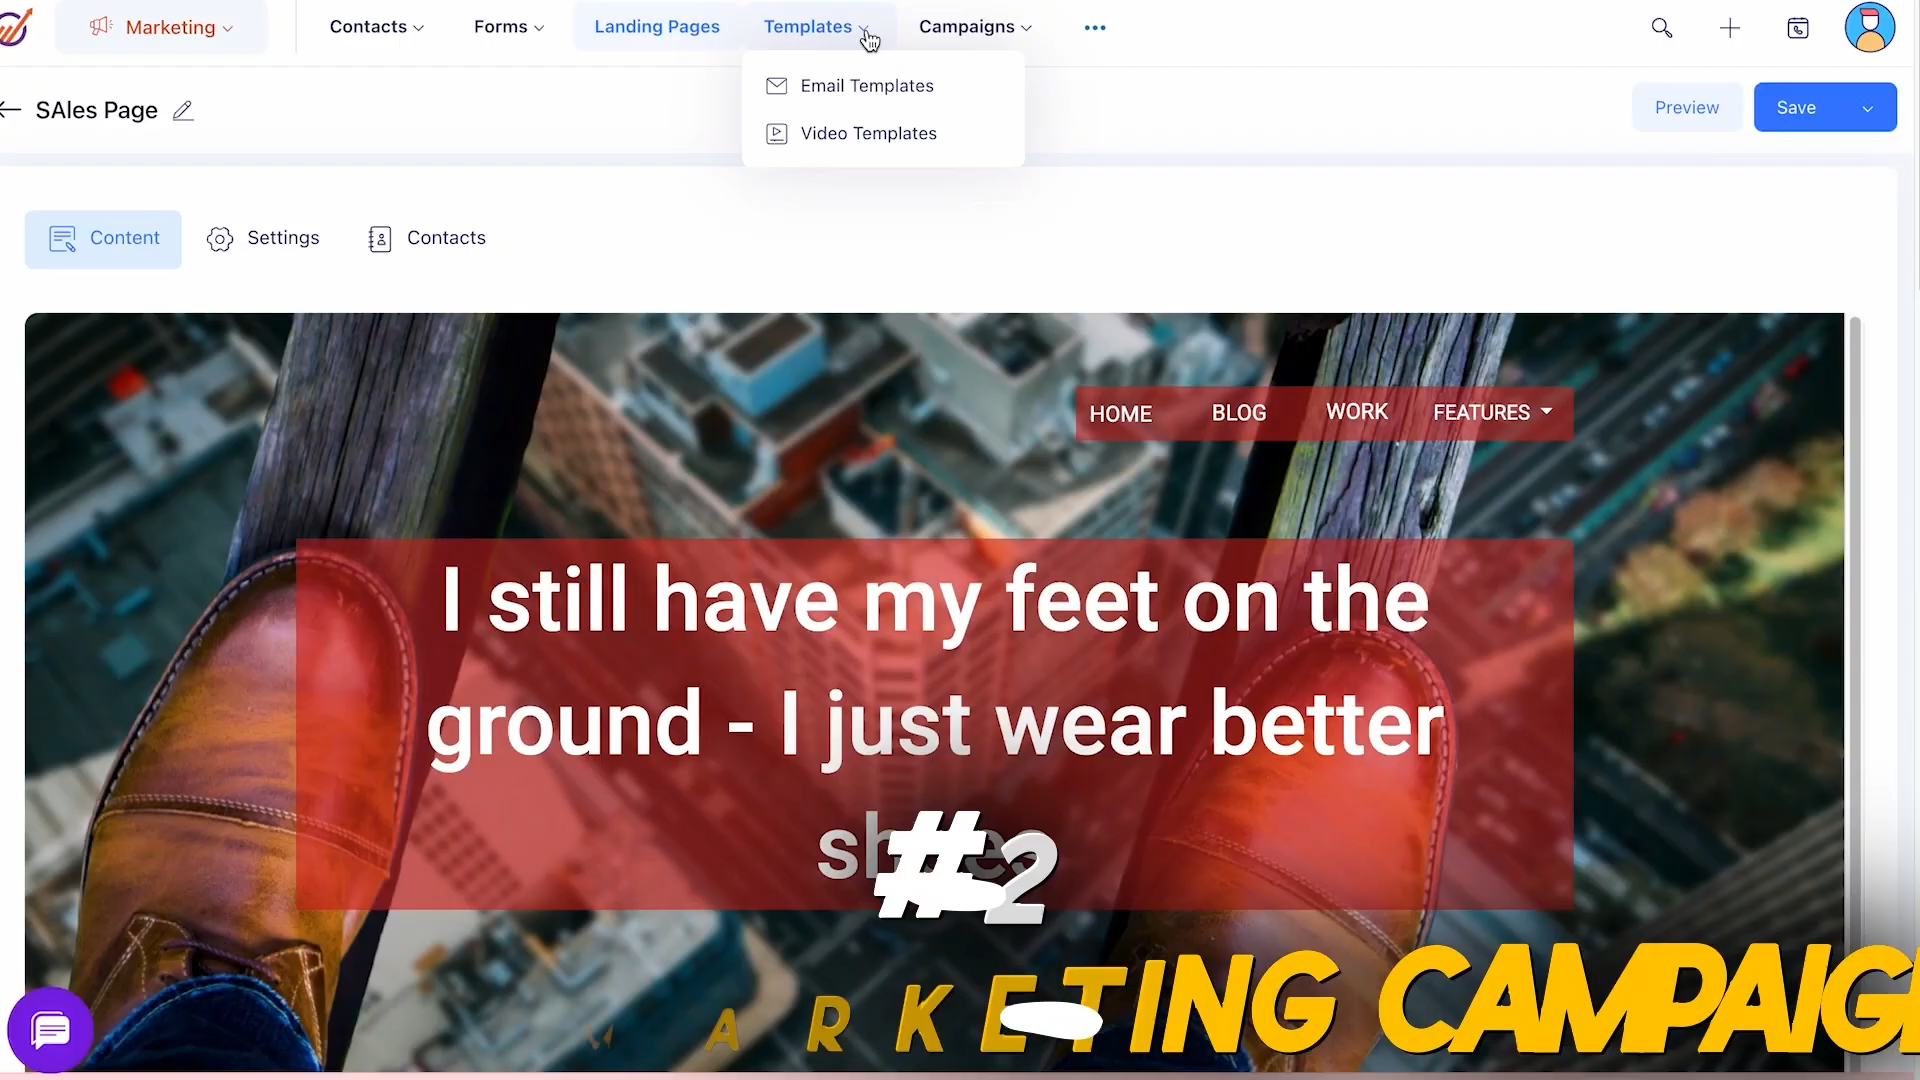 Marketing
Contacts
Forms
Landing Pages
Templates
Campaigns
Email Templates
Video Templates
SAles Page
Preview
Save
Content
Settings
Contacts
HOME
BLOG
WORK
FEATURES
I still have my feet on the
ground - I just wear better
#2
MARKETING CAMPAIG